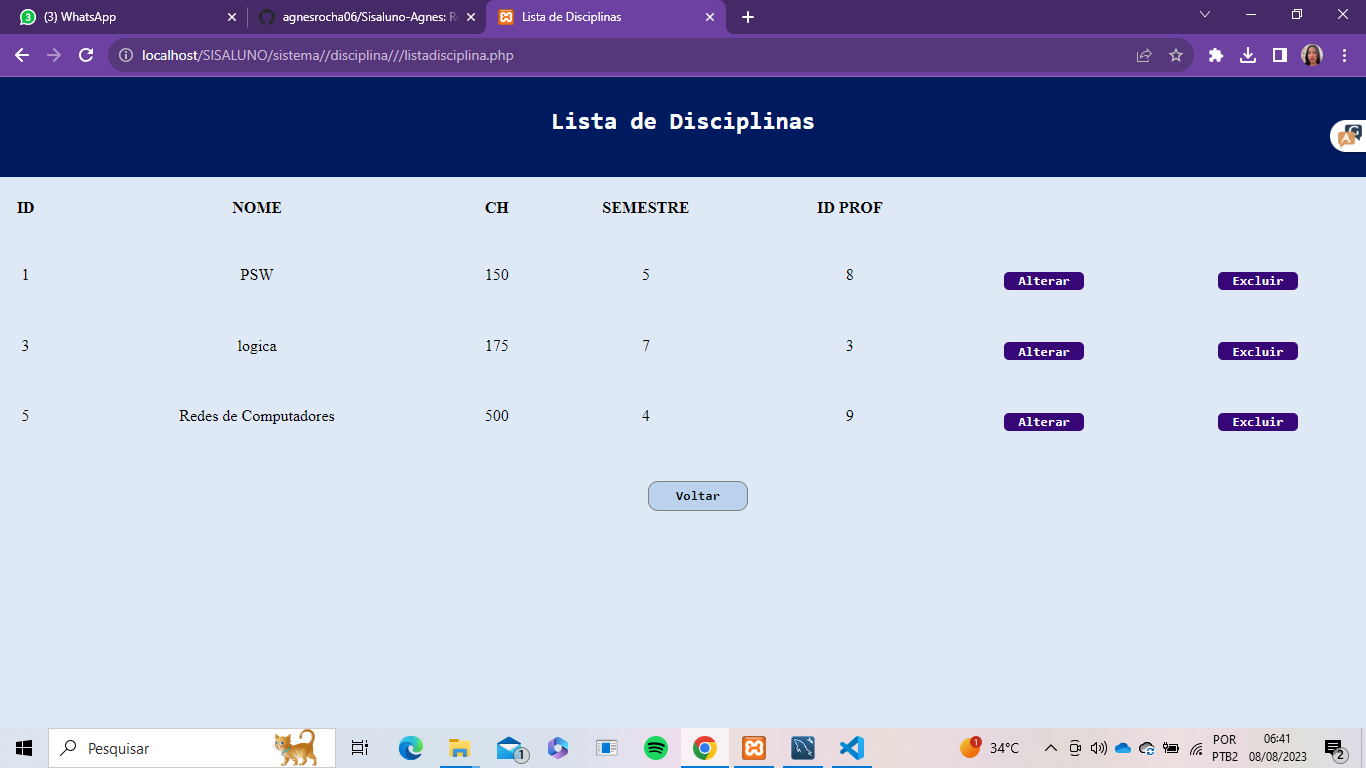 3 (3) WhatsApp
agnesrocha06/Sisaluno-Agnes: R
Lista de Disciplinas
localhost/SISALUNO/sistema//disciplina///listadisciplina.php
Lista de Disciplinas
ID NOME CH SEMESTRE ID PROF
1 PSW 150 5 8 Alterar Excluir
3 logica 175 7 3 Alterar Excluir
5 Redes de Computadores 500 4 9 Alterar Excluir
Voltar
Pesquisar
1
1
34°C
POR
PTB2
06:41
08/08/2023
2